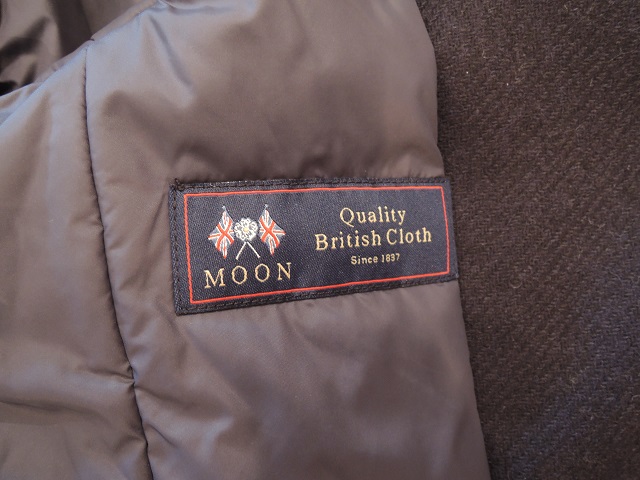 MOON
Quality
British Cloth
Since 1837